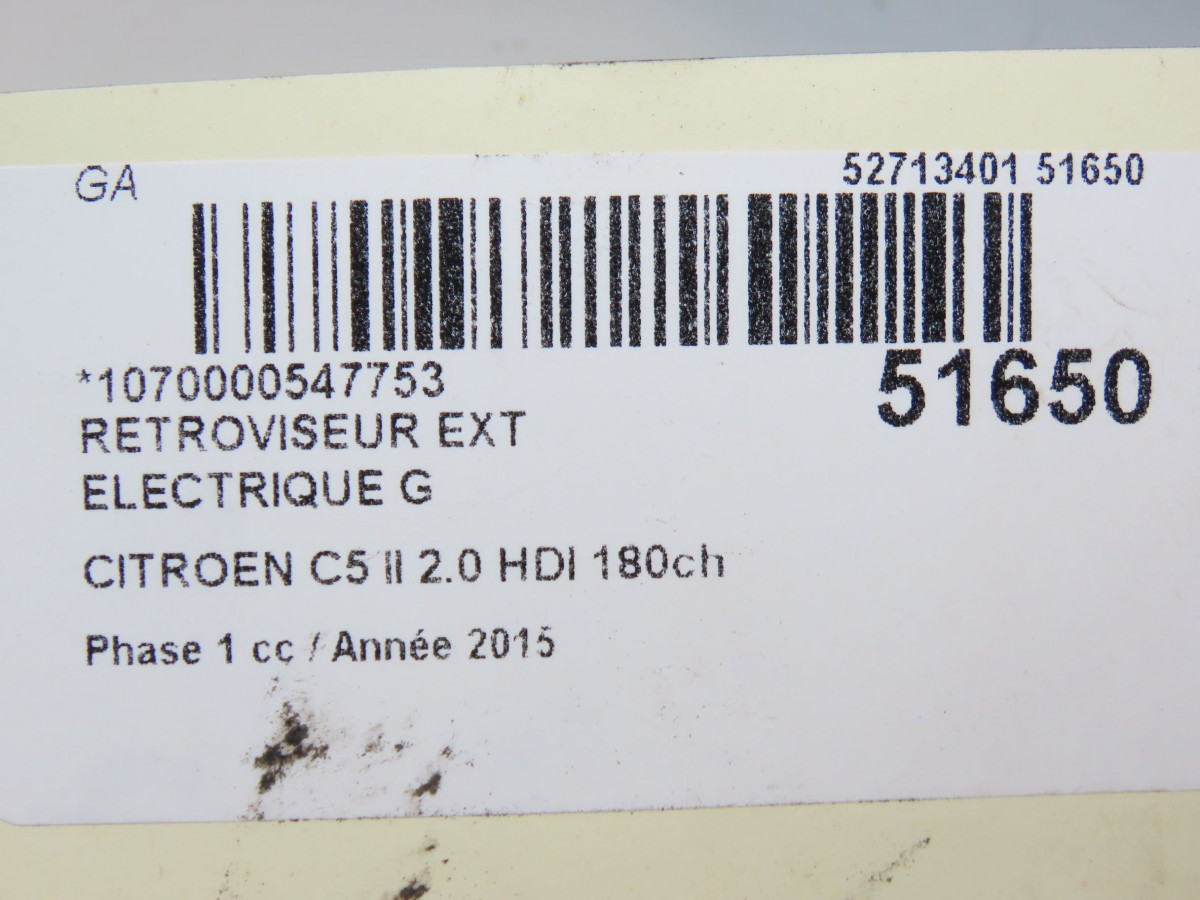 GA
52713401 51650
*1070000547753
51650
RETROVISEUR EXT
ELECTRIQUE G
CITROEN C5 II 2.0 HDI 180ch
Phase 1 cc / Année 2015